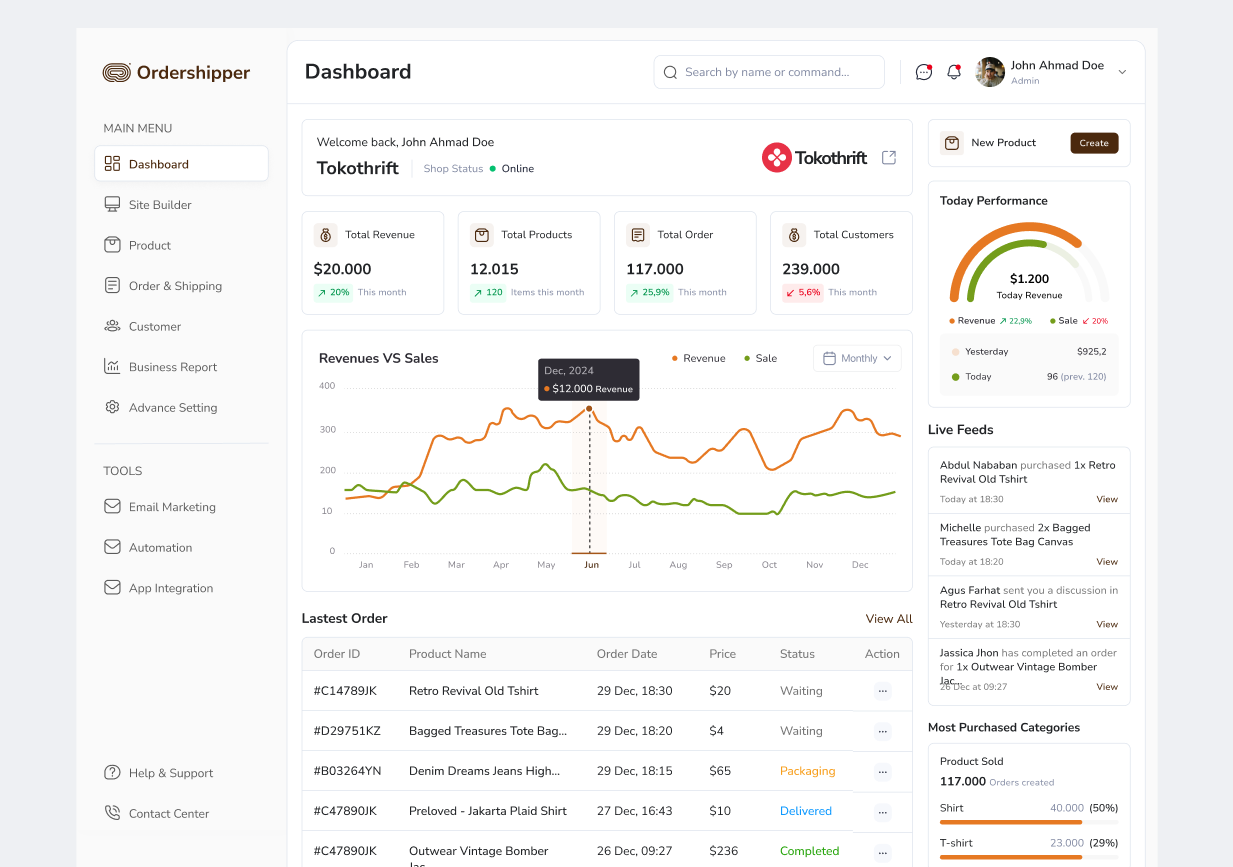 Ordershipper
MAIN MENU
Dashboard
Site Builder
Product
Order & Shipping
Customer
Business Report
Advance Setting
TOOLS
Email Marketing
Automation
App Integration
Help & Support
Contact Center
Dashboard
Search by name or command...
John Ahmad Doe
Admin
Welcome back, John Ahmad Doe
Tokothrift
Shop Status Online
Tokothrift
Total Revenue
$20.000
20% This month
Total Products
12.015
120 Items this month
Total Order
117.000
25,9% This month
Total Customers
239.000
5,6% This month
Revenues VS Sales
Revenue Sale
Monthly
Dec, 2024
$12.000 Revenue
400
300
200
10
0
Jan Feb Mar Apr May Jun Jul Aug Sep Oct Nov Dec
Lastest Order
View All
Order ID Product Name Order Date Price Status Action
#C14789JK Retro Revival Old Tshirt 29 Dec, 18:30 $20 Waiting ...
#D29751KZ Bagged Treasures Tote Bag... 29 Dec, 18:20 $4 Waiting ...
#B03264YN Denim Dreams Jeans High... 29 Dec, 18:15 $65 Packaging ...
#C47890JK Preloved - Jakarta Plaid Shirt 27 Dec, 16:43 $10 Delivered ...
#C47890JK Outwear Vintage Bomber 26 Dec, 09:27 $236 Completed ...
New Product
Create
Today Performance
$1.200
Today Revenue
Revenue 22,9% Sale 20%
Yesterday $925,2
Today 96 (prev. 120)
Live Feeds
Abdul Nababan purchased 1x Retro
Revival Old Tshirt
Today at 18:30 View
Michelle purchased 2x Bagged
Treasures Tote Bag Canvas
Today at 18:20 View
Agus Farhat sent you a discussion in
Retro Revival Old Tshirt
Yesterday at 18:30 View
Jassica Jhon has completed an order
for 1x Outwear Vintage Bomber
Jac...
26 Dec at 09:27 View
Most Purchased Categories
Product Sold
117.000 Orders created
Shirt 40.000 (50%)
T-shirt 23.000 (29%)